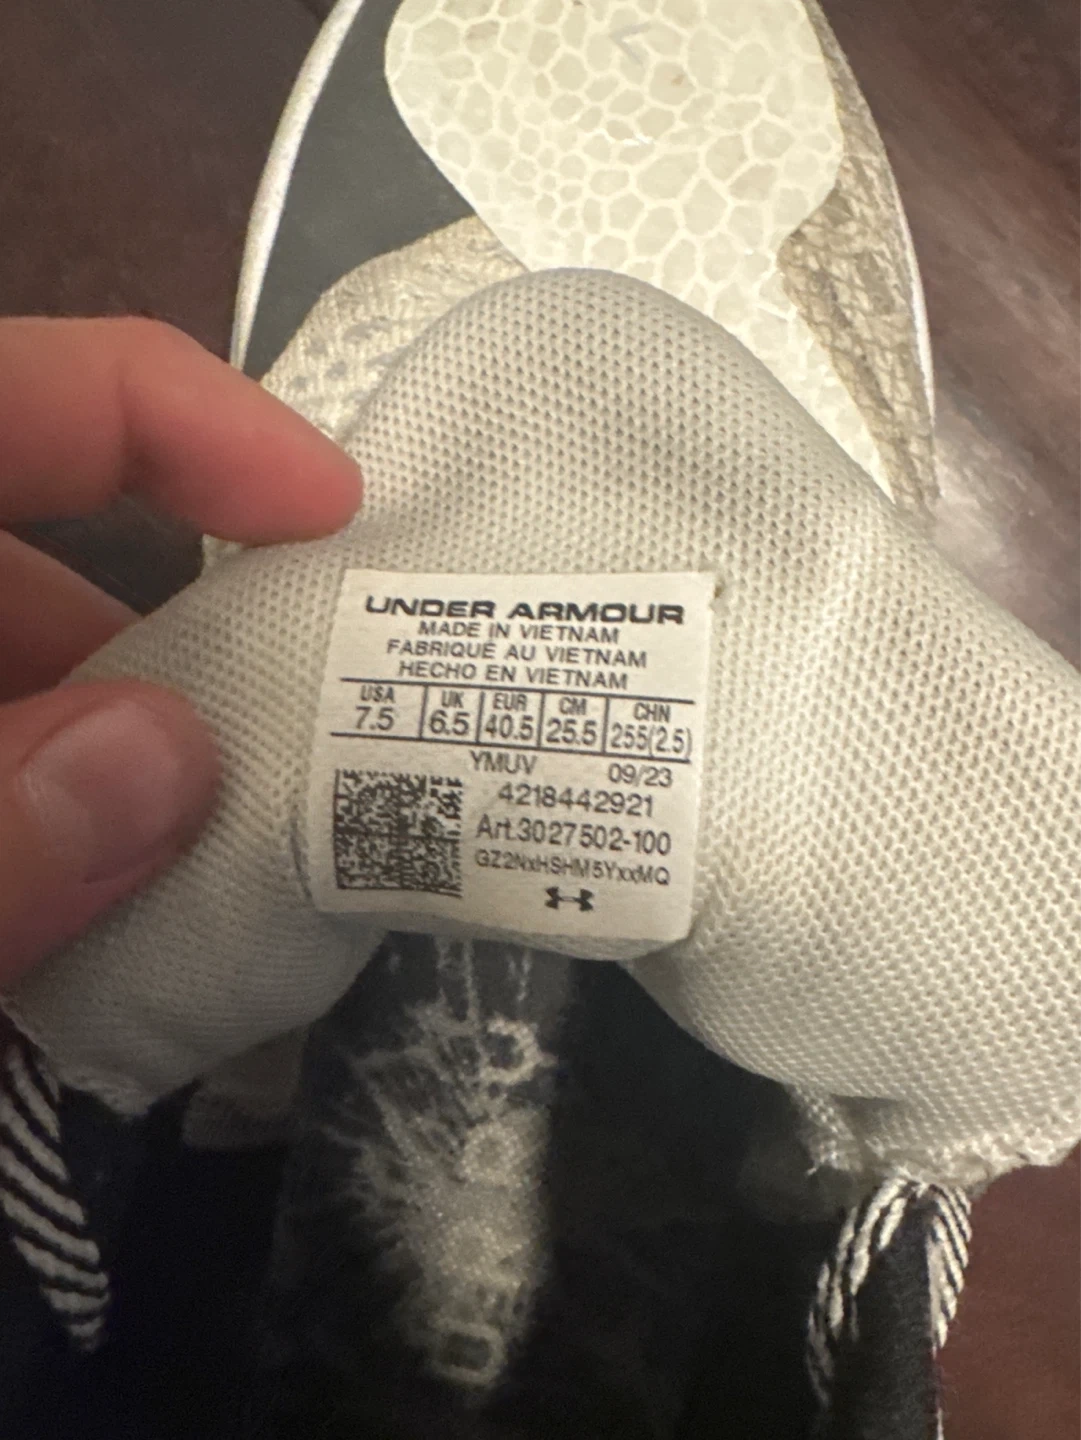 UNDER ARMOUR
MADE IN VIETNAM
FABRIQUÉ AU VIETNAM
HECHO EN VIETNAM
USA UK EUR CM CHN
7.5 6.5 40.5 25.5 255(2.5)
YMUV 09/23
4218442921
Art.3027502-100
GZ2NxHSHM5YxxMQ